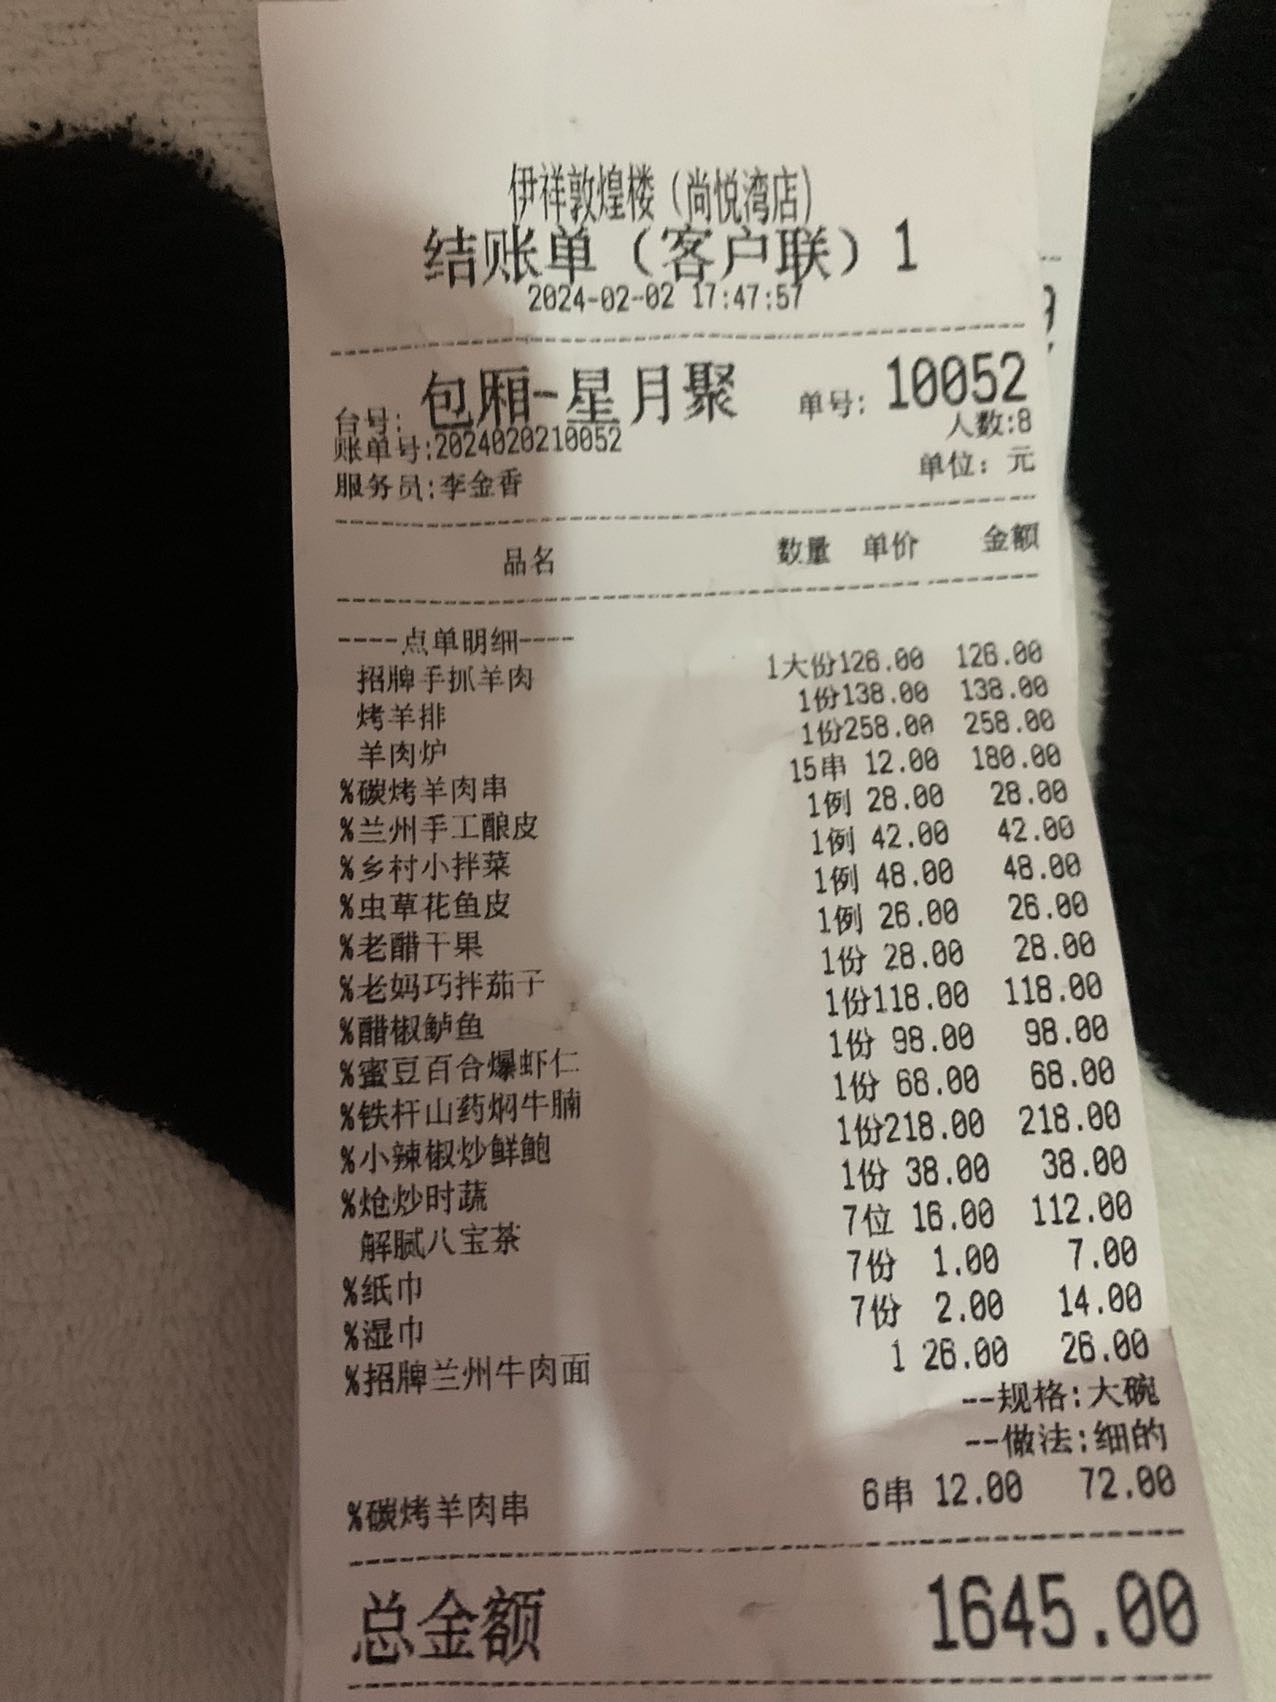 伊祥敦煌楼（尚悦湾店）
结账单（客户联）1
2024-02-02 17:47:57
台号: 包厢-星月聚 单号: 10052
账单号:2024020210052 人数:8
服务员:李金香 单位: 元
品名 数量 单价 金额
----点单明细----
招牌手抓羊肉 1大份126.00 126.00
烤羊排 1份138.00 138.00
羊肉炉 1份258.00 258.00
%碳烤羊肉串 15串 12.00 180.00
%兰州手工酿皮 1例 28.00 28.00
%乡村小拌菜 1例 42.00 42.00
%虫草花鱼皮 1例 48.00 48.00
%老醋干果 1例 26.00 26.00
%老妈巧拌茄子 1份 28.00 28.00
%醋椒鲈鱼 1份118.00 118.00
%蜜豆百合爆虾仁 1份 98.00 98.00
%铁杆山药焖牛腩 1份 68.00 68.00
%小辣椒炒鲜鲍 1份218.00 218.00
%炝炒时蔬 1份 38.00 38.00
解腻八宝茶 7位 16.00 112.00
%纸巾 7份 1.00 7.00
%湿巾 7份 2.00 14.00
%招牌兰州牛肉面 1 26.00 26.00
--规格:大碗
--做法:细的
%碳烤羊肉串 6串 12.00 72.00
总金额 1645.00